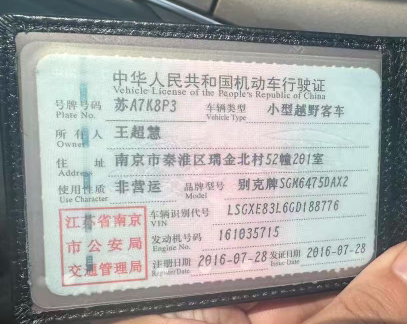 中华人民共和国机动车行驶证
Vehicle License of the People's Republic of China
号牌号码 苏A7K8P3 车辆类型 小型越野客车
Plate No. Vehicle Type
所有人 王超慧
Owner
住址 南京市秦淮区瑞金北村52幢201室
Address
使用性质 非营运 品牌型号 别克牌SGM6475DAX2
Use Character Model
江苏省南京
市公安局
交通管理局
车辆识别代号 LSGXE83L6GD188776
VIN
发动机号码 161035715
Engine No.
注册日期 2016-07-28 发证日期 2016-07-28
Register Date Issue Date